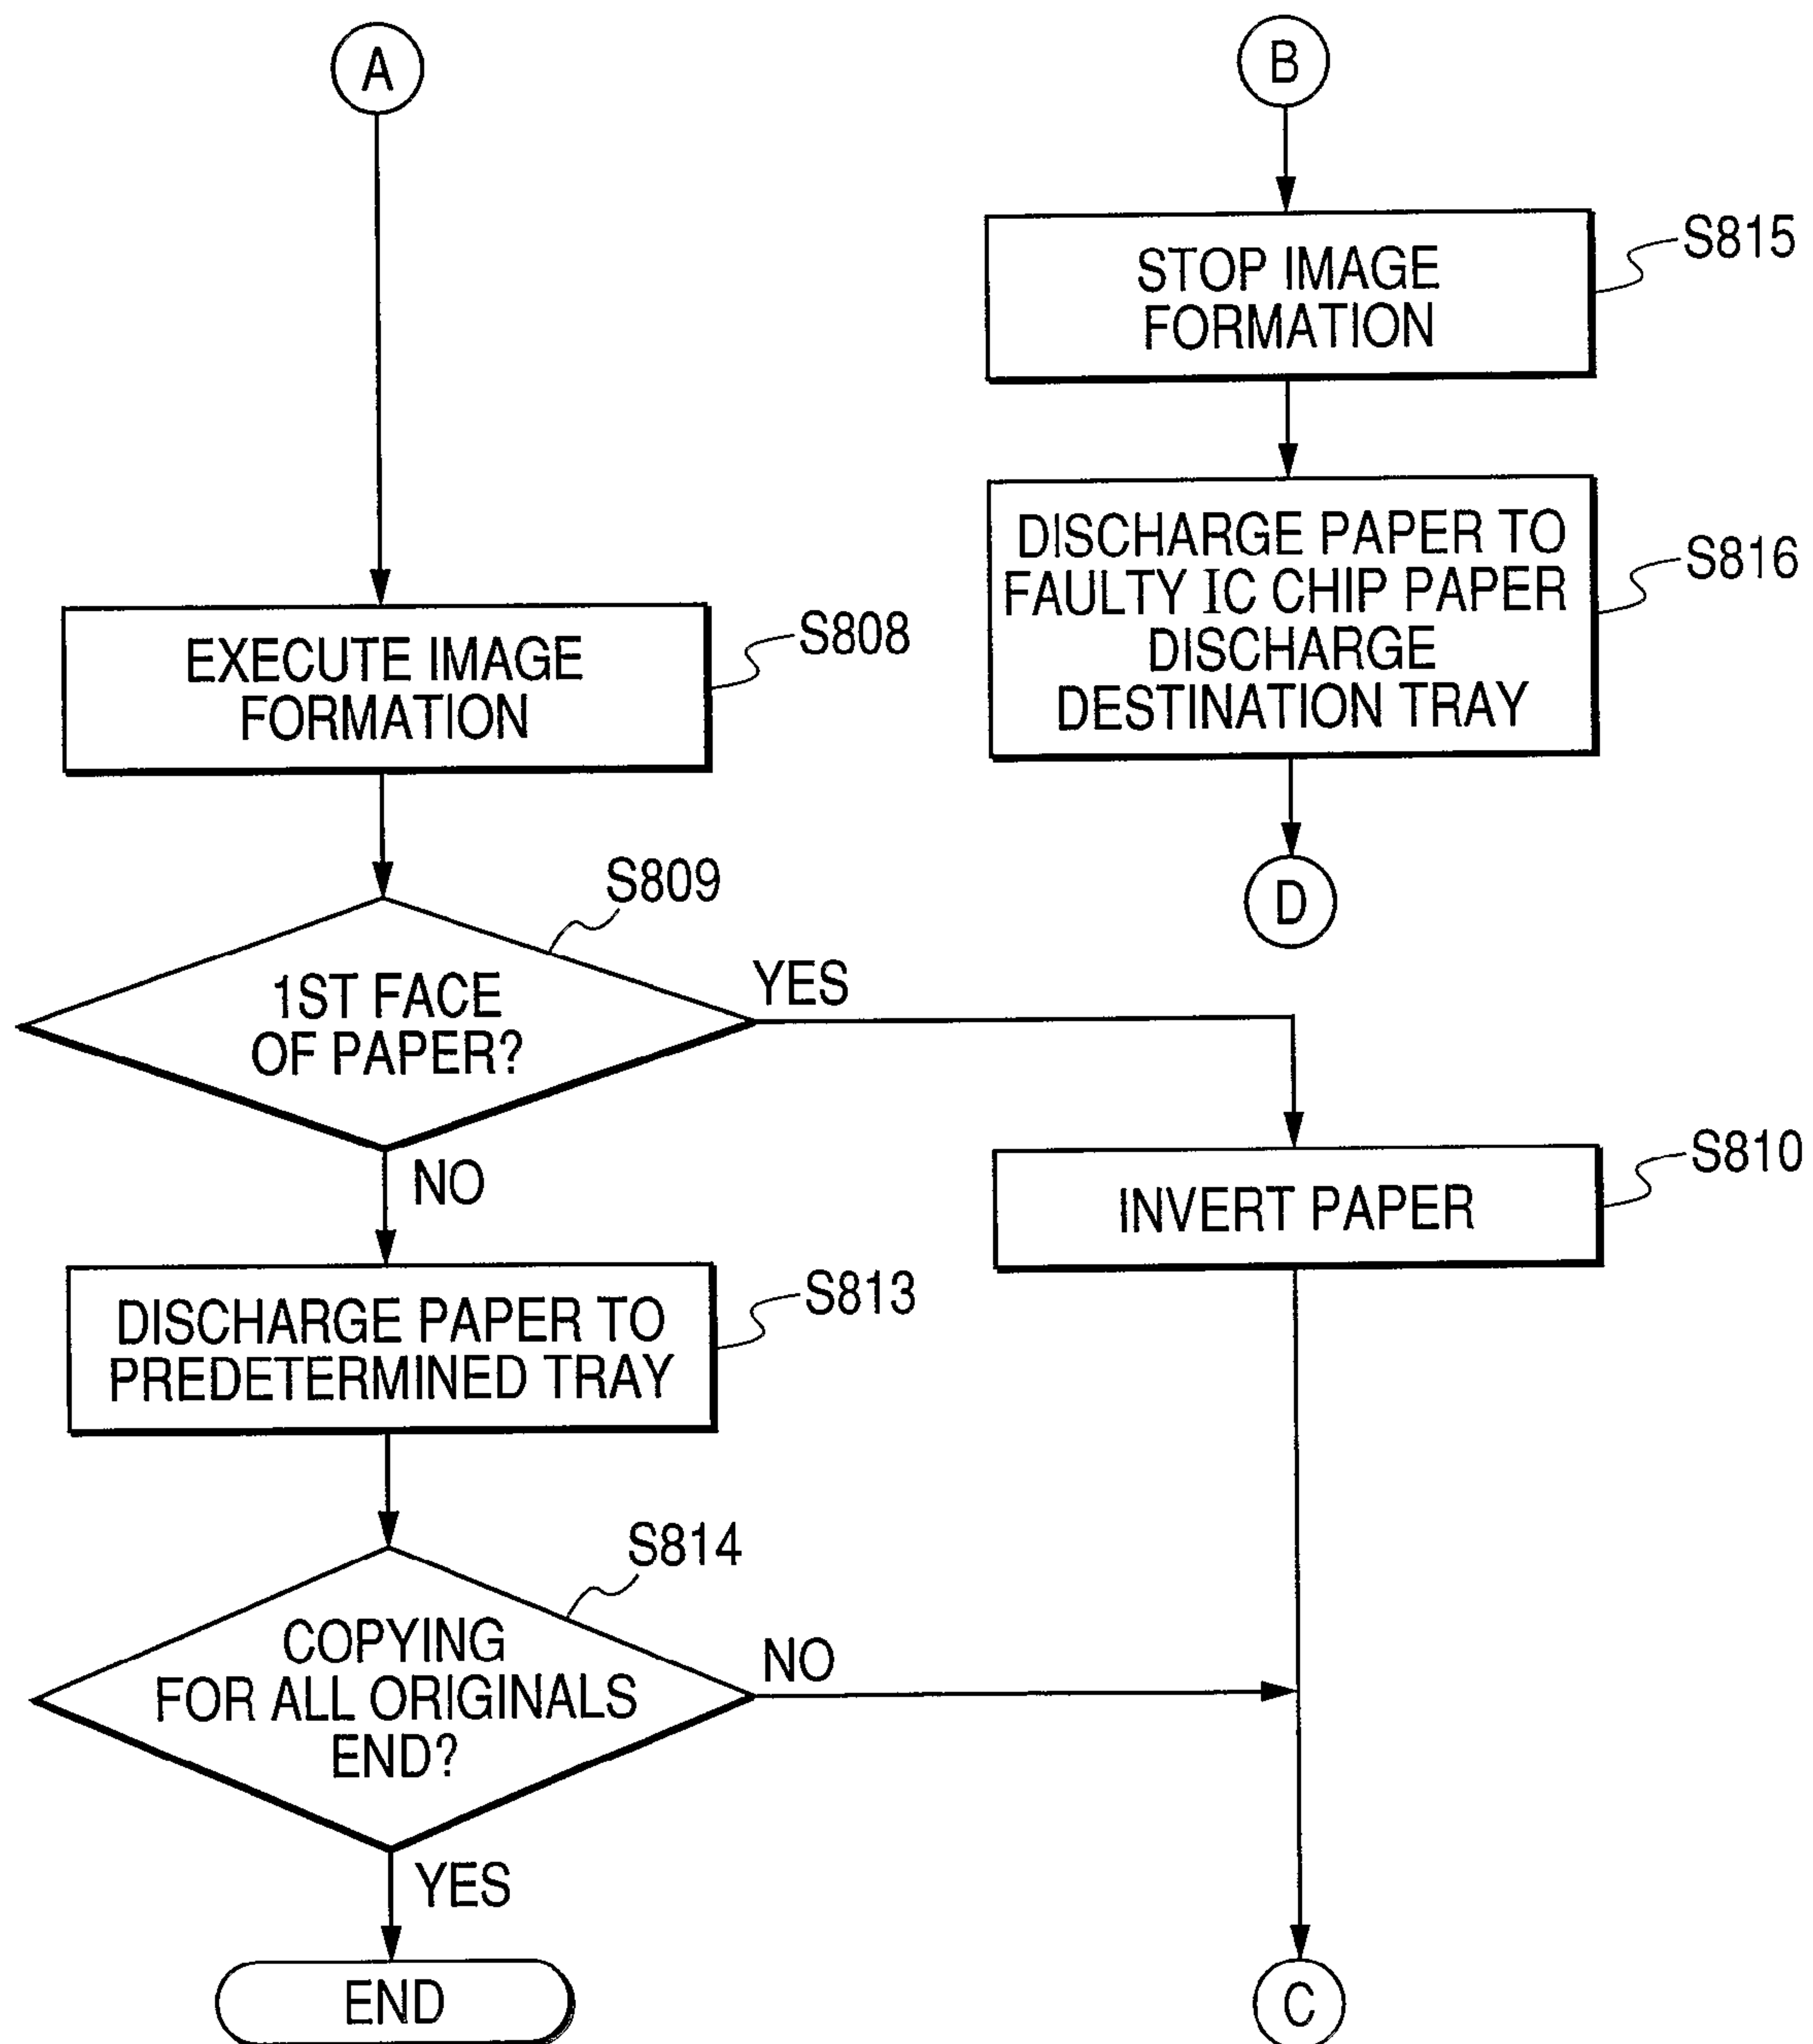 A
EXECUTE IMAGE
FORMATION
S808
1ST FACE
OF PAPER?
S809
YES
NO
DISCHARGE PAPER TO
PREDETERMINED TRAY
S813
COPYING
FOR ALL ORIGINALS
END?
S814
NO
YES
END
B
STOP IMAGE
FORMATION
S815
DISCHARGE PAPER TO
FAULTY IC CHIP PAPER
DISCHARGE
DESTINATION TRAY
S816
D
INVERT PAPER
S810
C